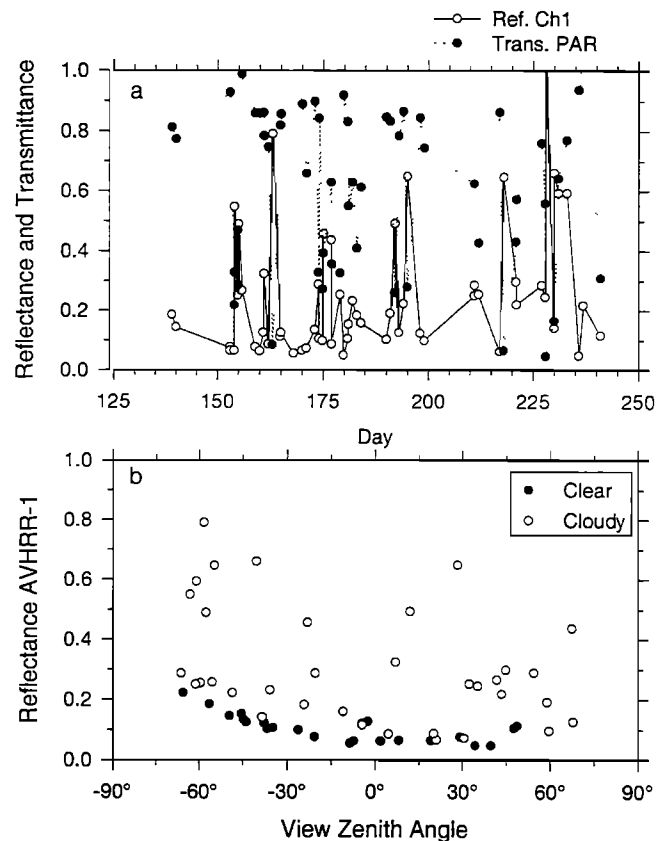 Ref. Ch1
Trans. PAR
a
Reflectance and Transmittance
1.0
0.8
0.6
0.4
0.2
0.0
125 150 175 200 225 250
Day
b
Clear
Cloudy
Reflectance AVHRR-1
1.0
0.8
0.6
0.4
0.2
0.0
-90° -60° -30° 0° 30° 60° 90°
View Zenith Angle